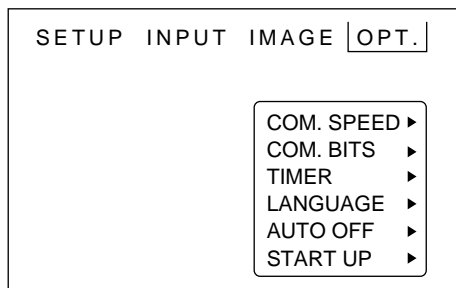 SETUP INPUT IMAGE OPT.
COM. SPEED
COM. BITS
TIMER
LANGUAGE
AUTO OFF
START UP